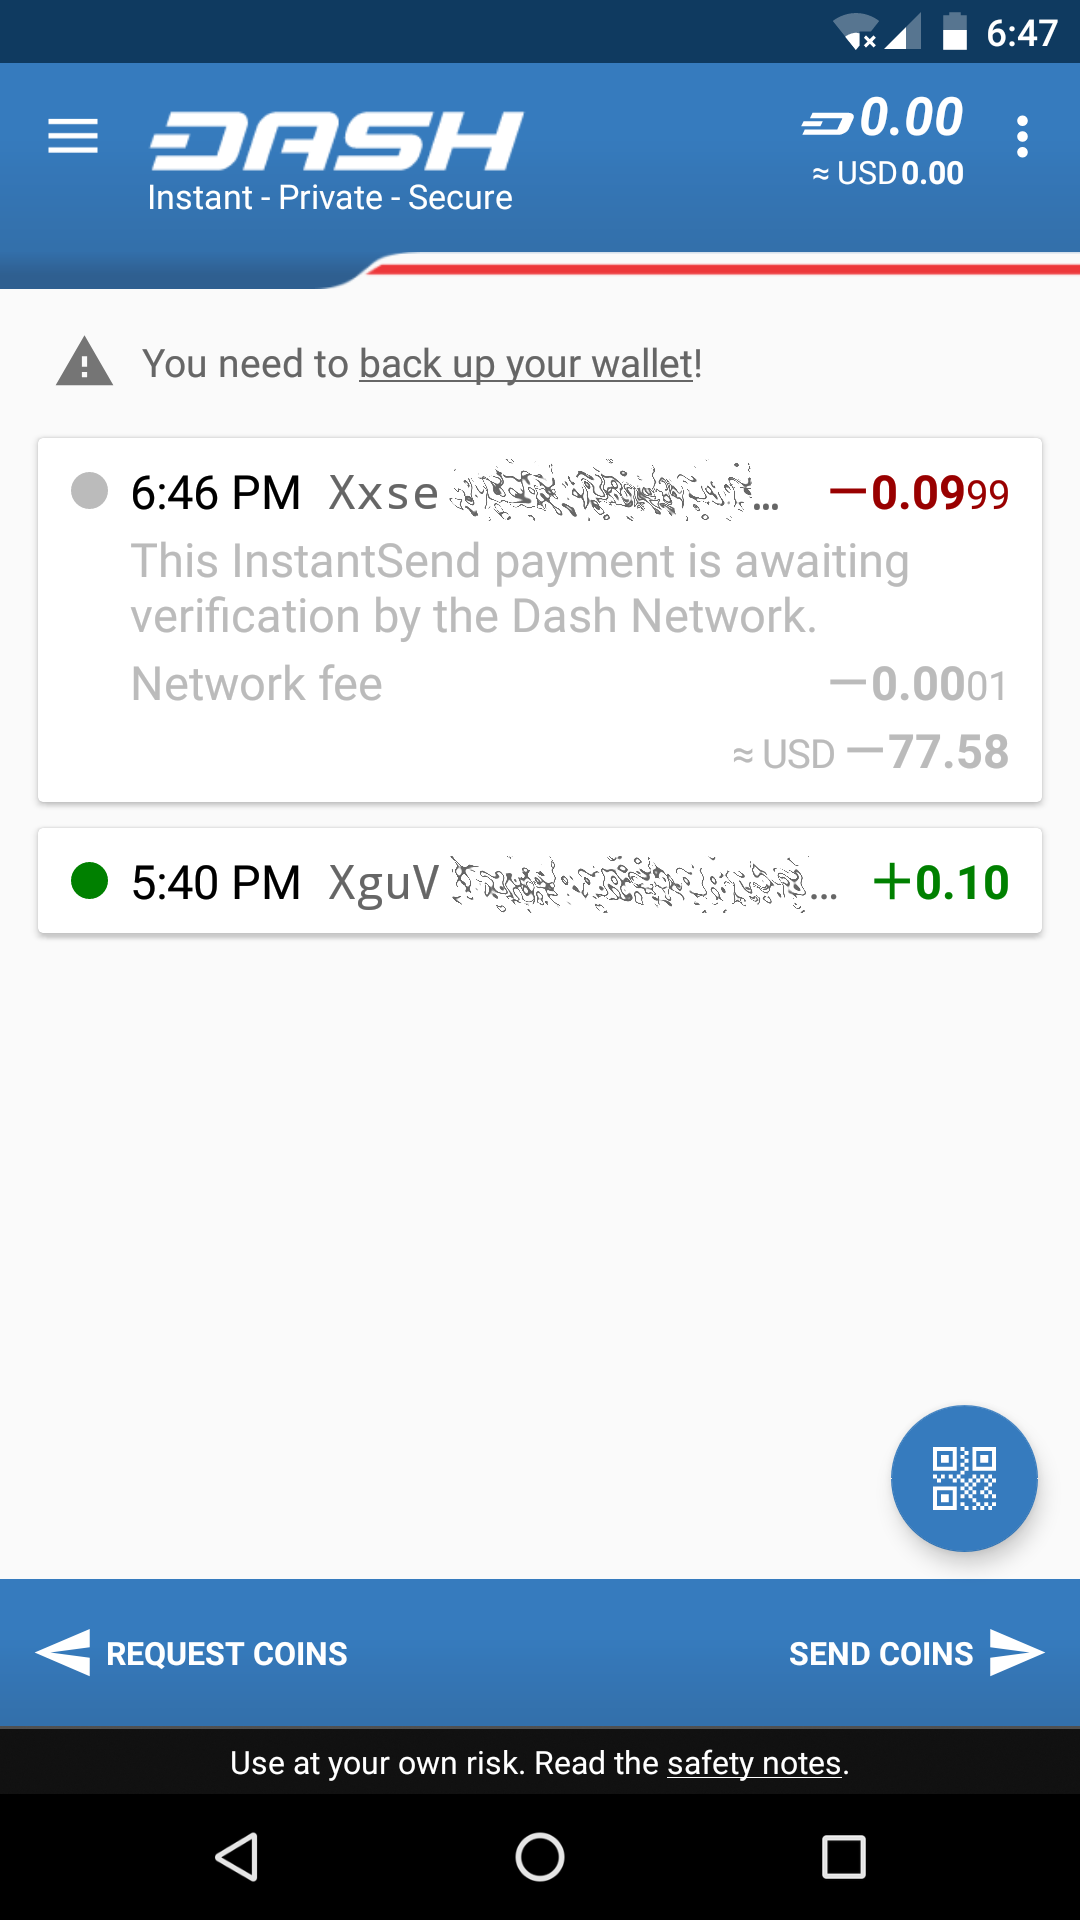 6:47
DASH
Instant - Private - Secure
0.00
≈ USD 0.00
You need to back up your wallet!
6:46 PM Xxse … −0.0999
This InstantSend payment is awaiting
verification by the Dash Network.
Network fee −0.0001
≈ USD −77.58
5:40 PM XguV … +0.10
REQUEST COINS
SEND COINS
Use at your own risk. Read the safety notes.